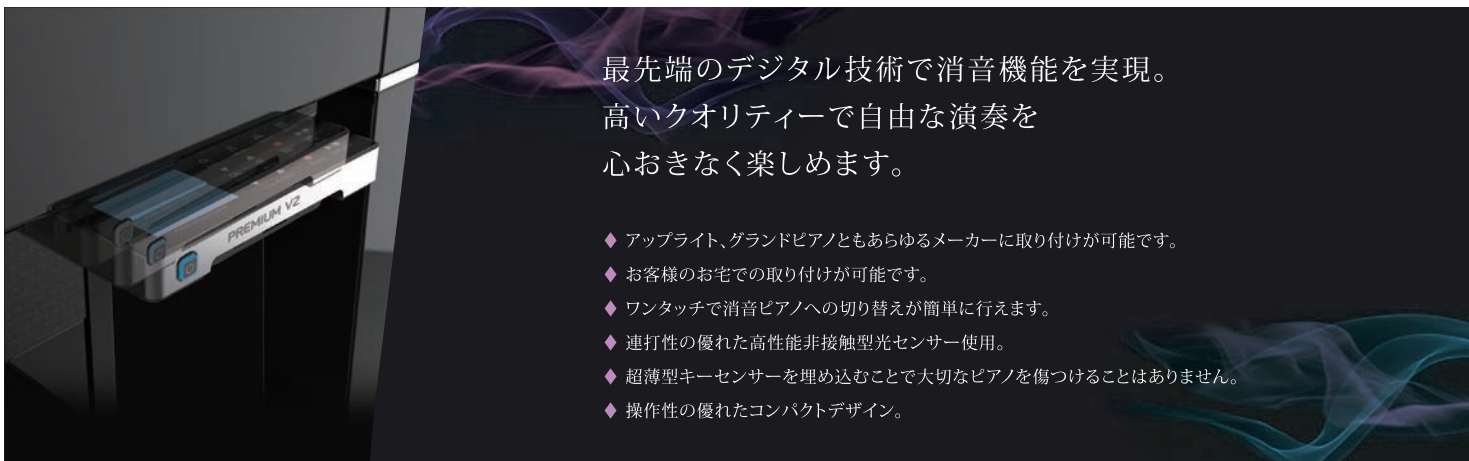 最先端のデジタル技術で消音機能を実現。
高いクオリティーで自由な演奏を
心おきなく楽しめます。
PREMIUM V2
♦ アップライト、グランドピアノともあらゆるメーカーに取り付けが可能です。
♦ お客様のお宅での取り付けが可能です。
♦ ワンタッチで消音ピアノへの切り替えが簡単に行えます。
♦ 連打性の優れた高性能非接触型光センサー使用。
♦ 超薄型キーセンサーを埋め込むことで大切なピアノを傷つけることはありません。
♦ 操作性の優れたコンパクトデザイン。